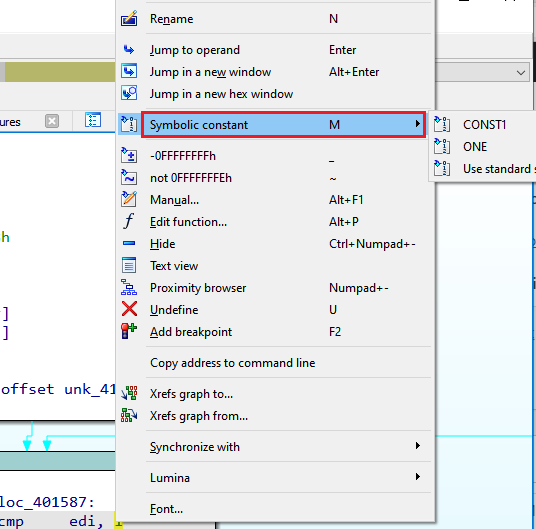 Rename N
Jump to operand Enter
Jump in a new window Alt+Enter
Jump in a new hex window
ures
Symbolic constant M
CONST1
ONE
Use standard s
-0FFFFFFFFh _
not 0FFFFFFFEh ~
Manual... Alt+F1
Edit function... Alt+P
h
Hide Ctrl+Numpad+-
Text view
Proximity browser Numpad+-
Undefine U
]
Add breakpoint F2
]
Copy address to command line
offset unk_41
Xrefs graph to...
Xrefs graph from...
Synchronize with
Lumina
loc_401587:
Font...
cmp edi, 1